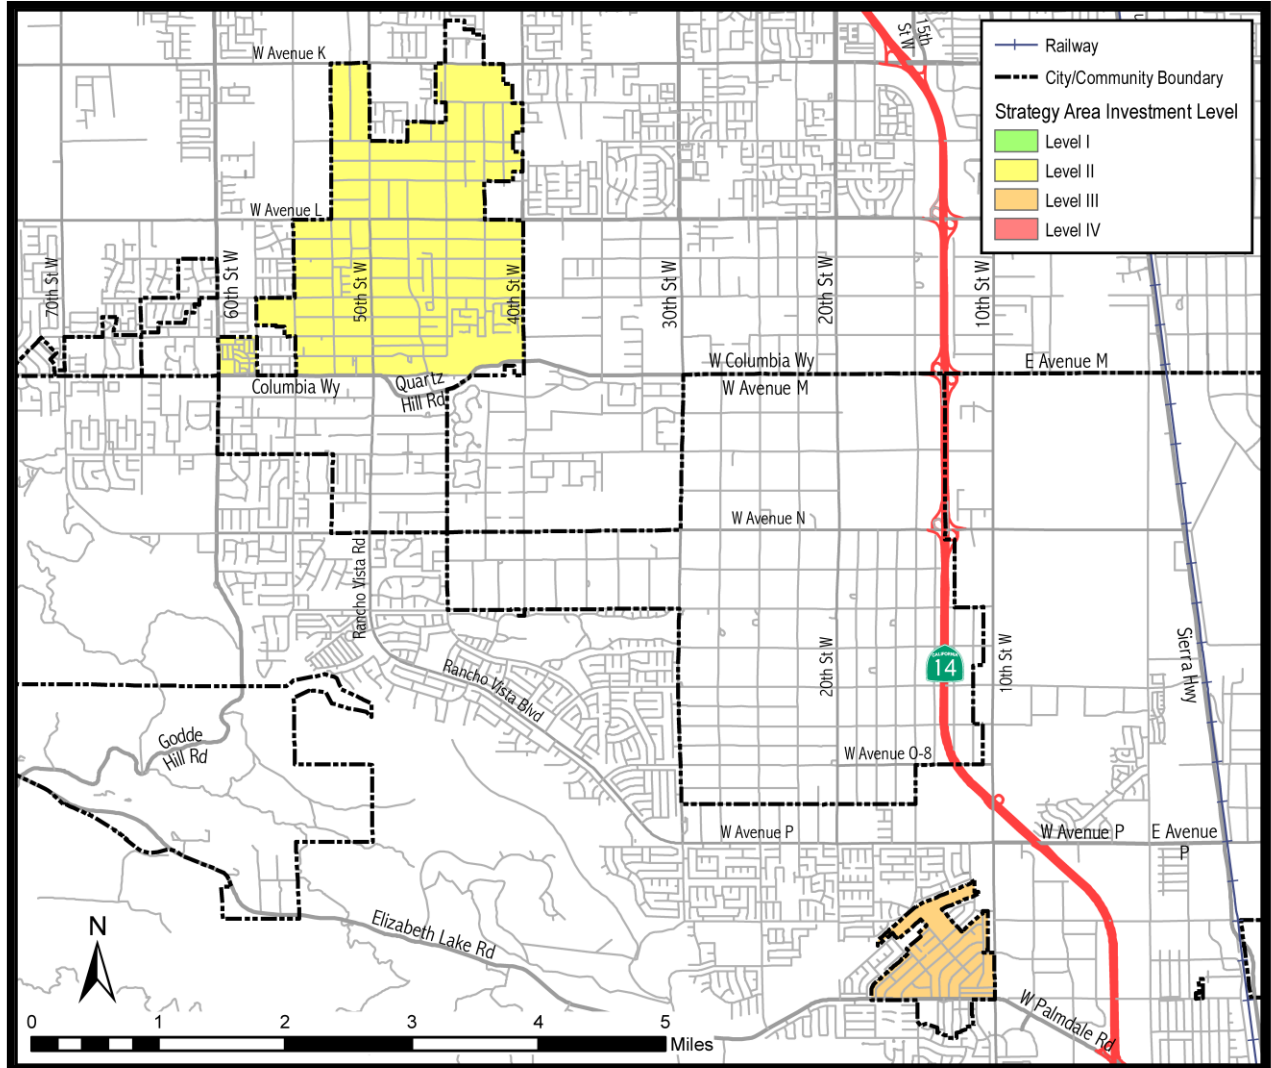 15th
St W
W Avenue K
Railway
City/Community Boundary
Strategy Area Investment Level
Level I
Level II
Level III
Level IV
W Avenue L
70th St W
60th St W
50th St W
40th St W
30th St W
20th St W
10th St W
W Columbia Wy
E Avenue M
Columbia Wy
Quartz
Hill Rd
W Avenue M
W Avenue N
Rancho Vista Rd
Rancho Vista Blvd
CALIFORNIA
14
20th St W
10th St W
Sierra Hwy
Godde
Hill Rd
W Avenue O-8
W Avenue P
W Avenue P
E Avenue
P
Elizabeth Lake Rd
N
W Palmdale Rd
0 1 2 3 4 5
Miles